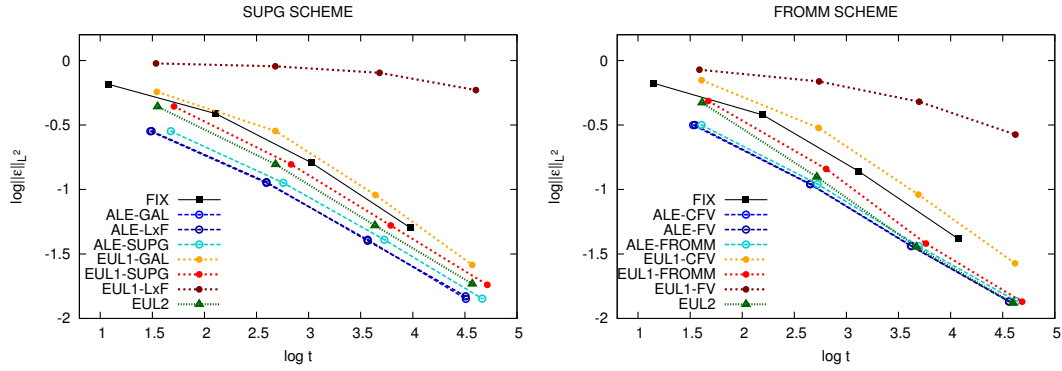 SUPG SCHEME
log||ε||L²
0
-0.5
-1
-1.5
-2
FIX
ALE-GAL
ALE-LxF
ALE-SUPG
EUL1-GAL
EUL1-SUPG
EUL1-LxF
EUL2
1 1.5 2 2.5 3 3.5 4 4.5 5
log t
FROMM SCHEME
log||ε||L²
0
-0.5
-1
-1.5
-2
FIX
ALE-CFV
ALE-FV
ALE-FROMM
EUL1-CFV
EUL1-FROMM
EUL1-FV
EUL2
1 1.5 2 2.5 3 3.5 4 4.5 5
log t